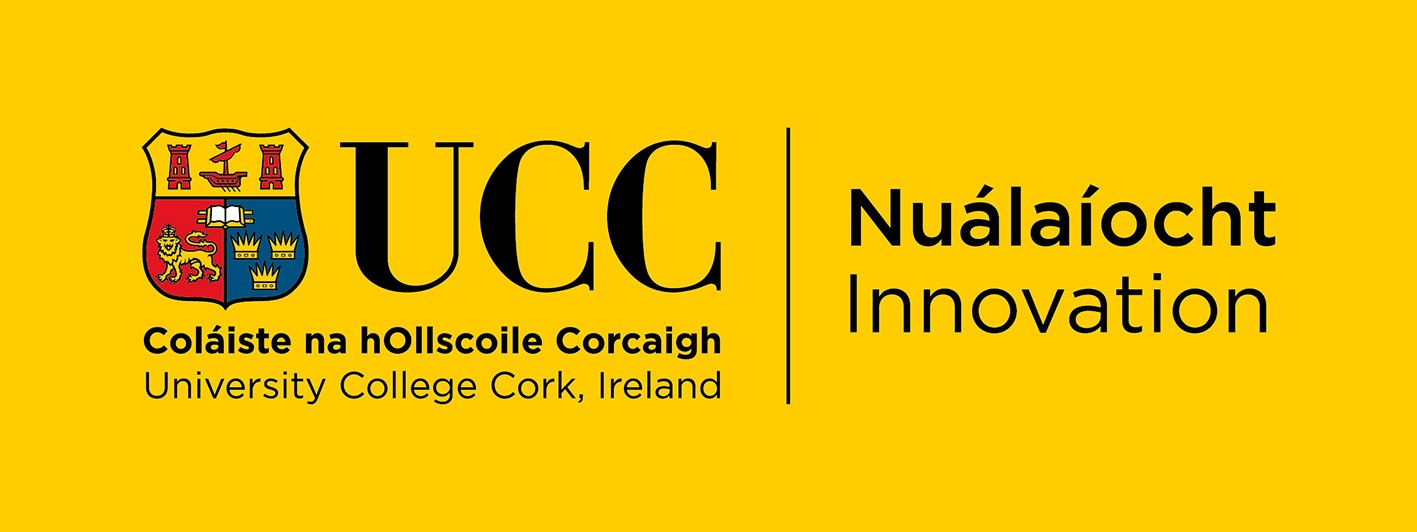 UCC
Coláiste na hOllscoile Corcaigh
University College Cork, Ireland
Nuálaíocht
Innovation